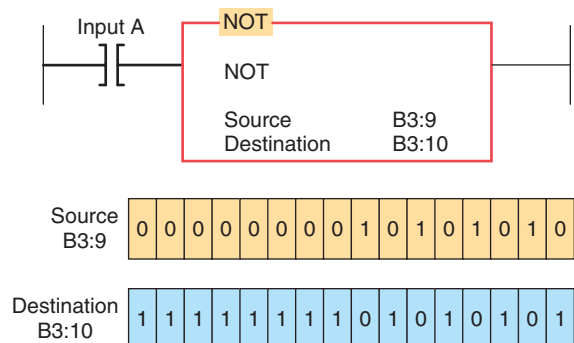 Input A
NOT
NOT
Source B3:9
Destination B3:10
Source
B3:9
0 0 0 0 0 0 0 0 1 0 1 0 1 0 1 0
Destination
B3:10
1 1 1 1 1 1 1 1 0 1 0 1 0 1 0 1